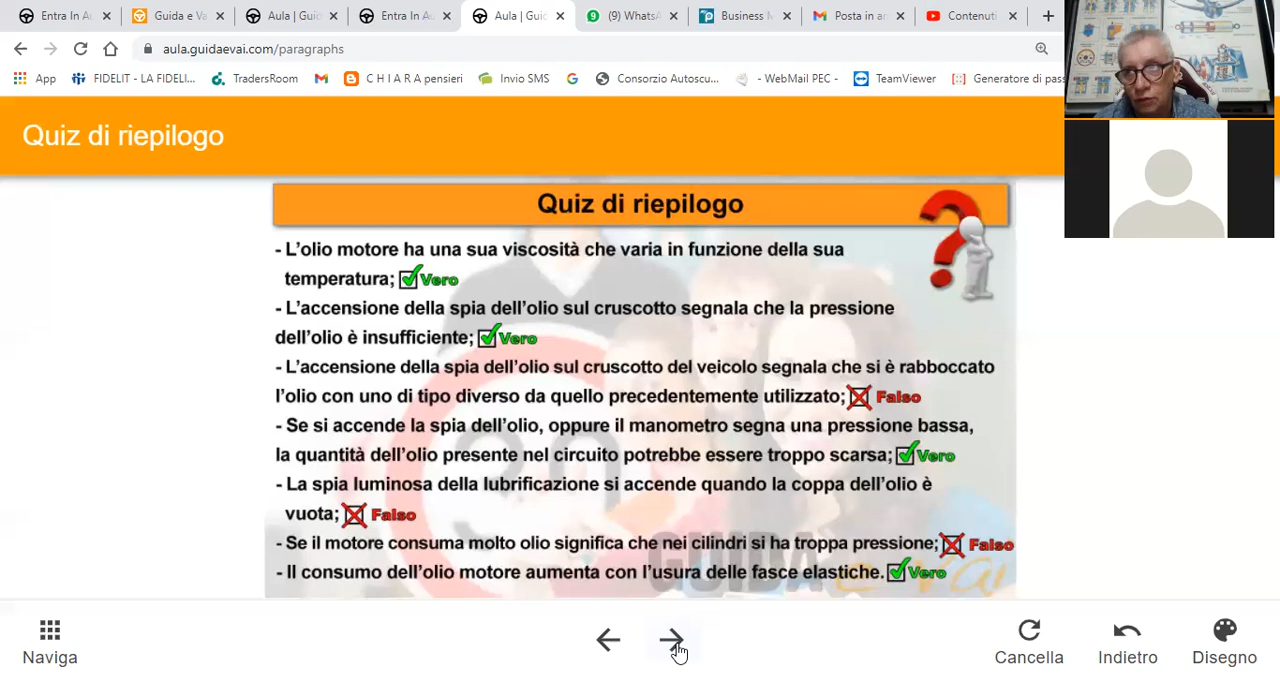 Entra In Au
Guida e Va
Aula | Guid
Entra In Au
Aula | Guid
(9) WhatsA
Business M
Posta in ar
Contenuti
aula.guidaevai.com/paragraphs
App
FIDELIT - LA FIDELI...
TradersRoom
C H I A R A pensieri
Invio SMS
Consorzio Autoscu...
- WebMail PEC -
TeamViewer
Generatore di pass
Quiz di riepilogo
Quiz di riepilogo
- L'olio motore ha una sua viscosità che varia in funzione della sua
temperatura; Vero
- L'accensione della spia dell'olio sul cruscotto segnala che la pressione
dell'olio è insufficiente; Vero
- L'accensione della spia dell'olio sul cruscotto del veicolo segnala che si è rabboccato
l'olio con uno di tipo diverso da quello precedentemente utilizzato; Falso
- Se si accende la spia dell'olio, oppure il manometro segna una pressione bassa,
la quantità dell'olio presente nel circuito potrebbe essere troppo scarsa; Vero
- La spia luminosa della lubrificazione si accende quando la coppa dell'olio è
vuota; Falso
- Se il motore consuma molto olio significa che nei cilindri si ha troppa pressione; Falso
- Il consumo dell'olio motore aumenta con l'usura delle fasce elastiche. Vero
30
GUIDA evai
Naviga
Cancella
Indietro
Disegno